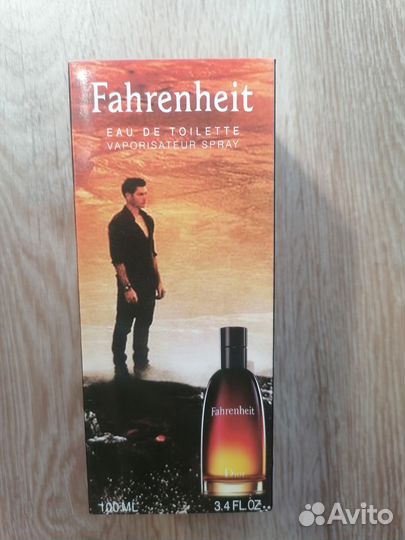 Fahrenheit
EAU DE TOILETTE
VAPORISATEUR SPRAY
Fahrenheit
Dior
100 ML
3.4 FL.OZ.
Avito